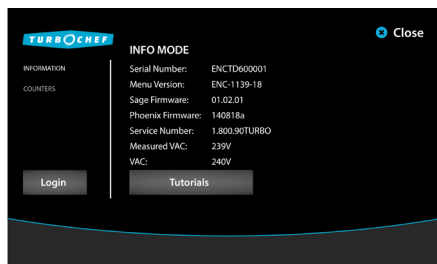 TURBOCHEF
Close
INFO MODE
INFORMATION
COUNTERS
Serial Number: ENCTD600001
Menu Version: ENC-1139-18
Sage Firmware: 01.02.01
Phoenix Firmware: 140818a
Service Number: 1.800.90TURBO
Measured VAC: 239V
VAC: 240V
Login
Tutorials